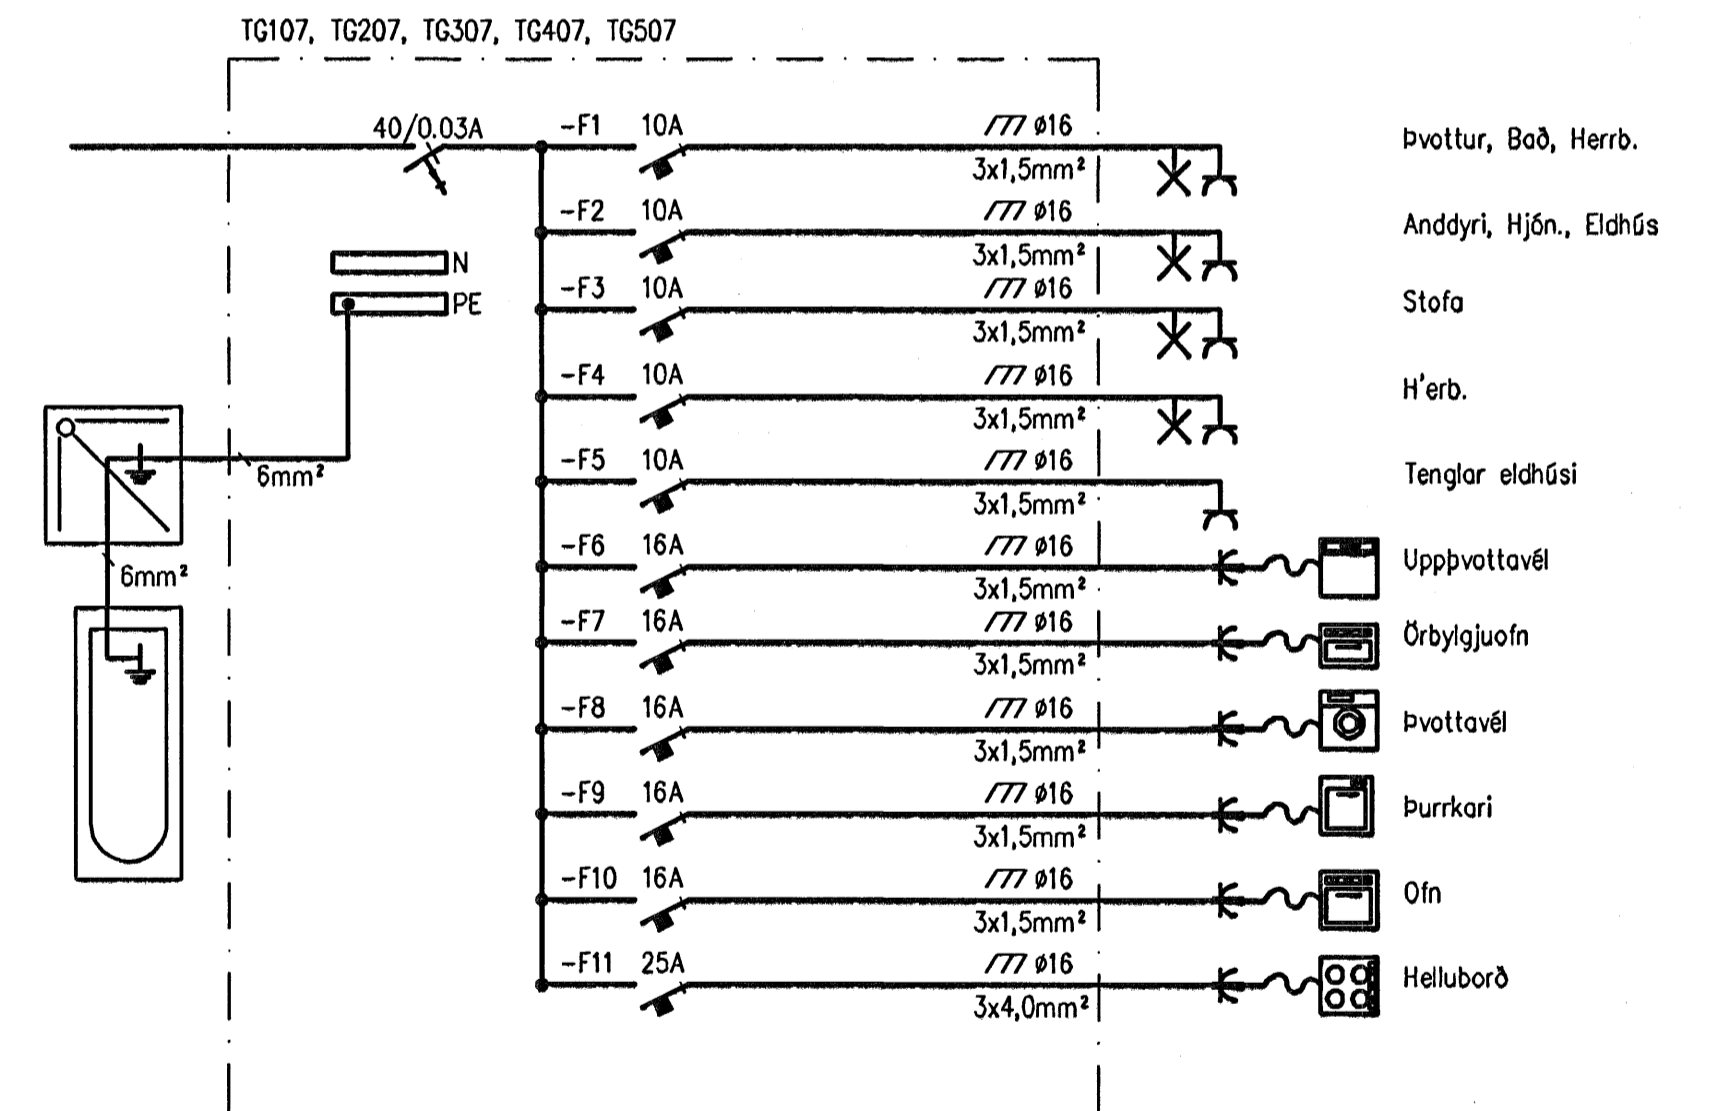 TG107, TG207, TG307, TG407, TG507
40/0.03A
-F1 10A ø16 Þvottur, Bað, Herrb.
3x1,5mm²
-F2 10A ø16 Anddyri, Hjón., Eldhús
3x1,5mm²
N
-F3 10A ø16 Stofa
PE
3x1,5mm²
-F4 10A ø16 H'erb.
3x1,5mm²
-F5 10A ø16 Tenglar eldhúsi
6mm²
3x1,5mm²
-F6 16A ø16 Uppþvottavél
6mm²
3x1,5mm²
-F7 16A ø16 Örbylgjuofn
3x1,5mm²
-F8 16A ø16 Þvottavél
3x1,5mm²
-F9 16A ø16 Þurrkari
3x1,5mm²
-F10 16A ø16 Ofn
3x1,5mm²
-F11 25A ø16 Helluborð
3x4,0mm²